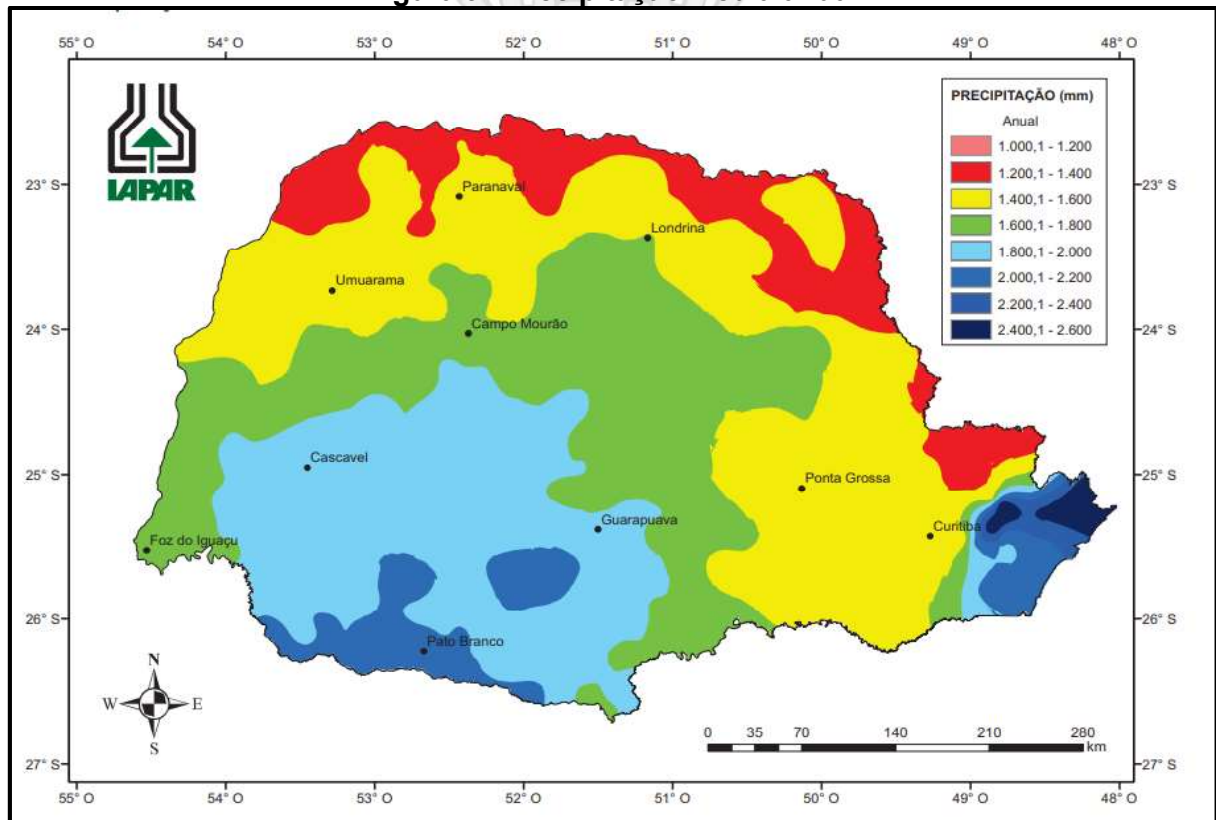 55° O 54° O 53° O 52° O 51° O 50° O 49° O 48° O
IAPAR
PRECIPITAÇÃO (mm)
Anual
1.000,1 - 1.200
1.200,1 - 1.400
1.400,1 - 1.600
1.600,1 - 1.800
1.800,1 - 2.000
2.000,1 - 2.200
2.200,1 - 2.400
2.400,1 - 2.600
23° S 23° S
Paranavaí
Londrina
Umuarama
24° S 24° S
Campo Mourão
Cascavel
25° S 25° S
Ponta Grossa
Guarapuava
Curitiba
Foz do Iguaçu
26° S 26° S
Pato Branco
N
W E
S
0 35 70 140 210 280
km
27° S 27° S
55° O 54° O 53° O 52° O 51° O 50° O 49° O 48° O